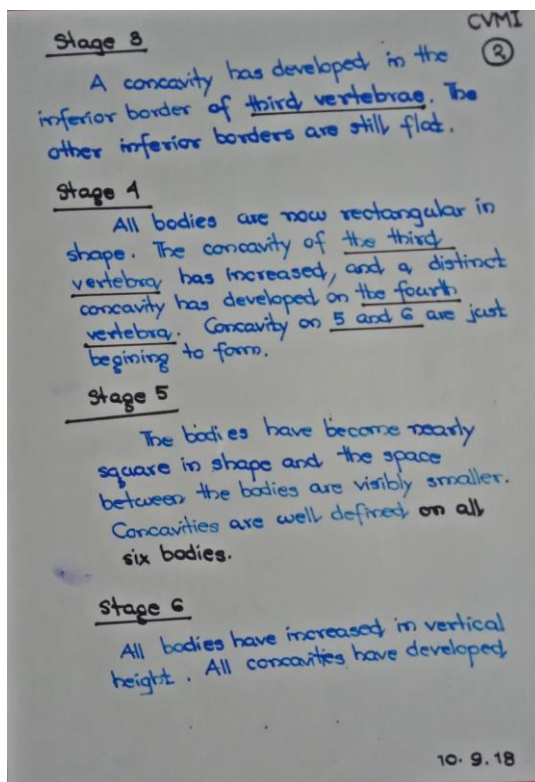 CVMI
2
Stage 3
A concavity has developed in the
inferior border of third vertebrae. The
other inferior borders are still flat.
Stage 4
All bodies are now rectangular in
shape. The concavity of the third
vertebra has increased, and a distinct
concavity has developed on the fourth
vertebra. Concavity on 5 and 6 are just
begining to form.
Stage 5
The bodies have become nearly
square in shape and the space
between the bodies are visibly smaller.
Concavities are well defined on all
six bodies.
Stage 6
All bodies have increased in vertical
height. All concavities have developed
10.9.18